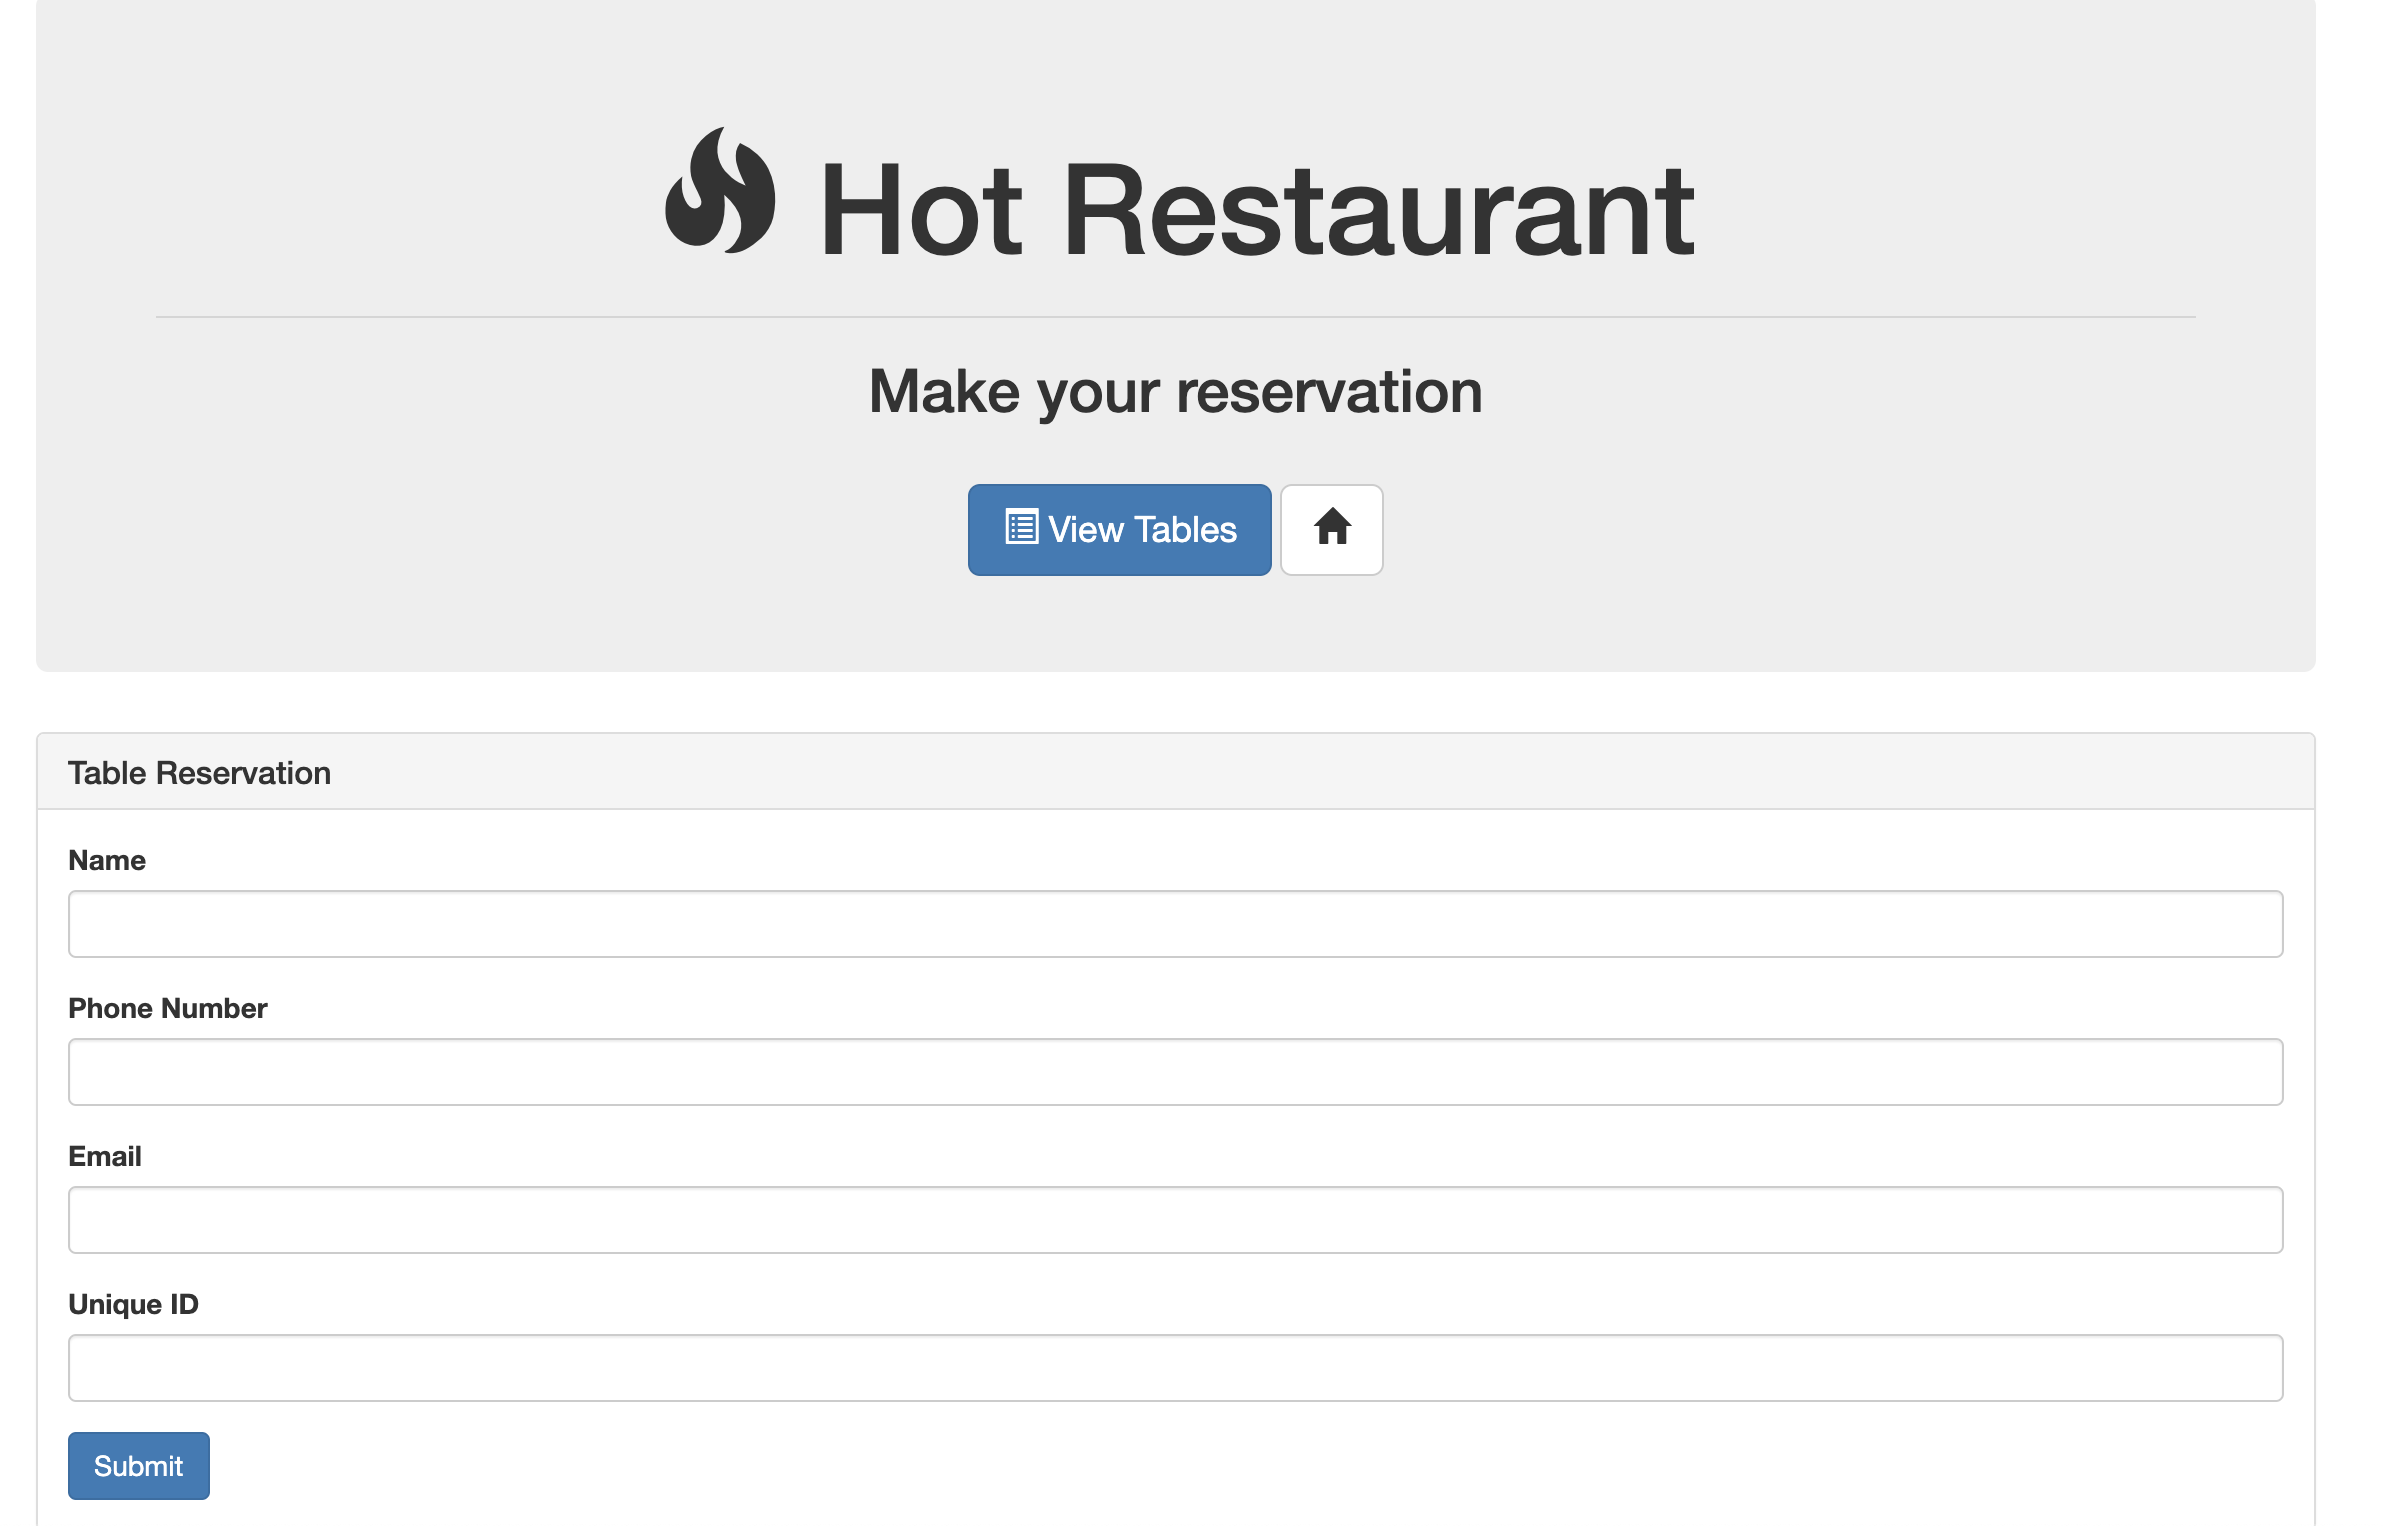 Hot Restaurant
Make your reservation
View Tables
Table Reservation
Name
Phone Number
Email
Unique ID
Submit